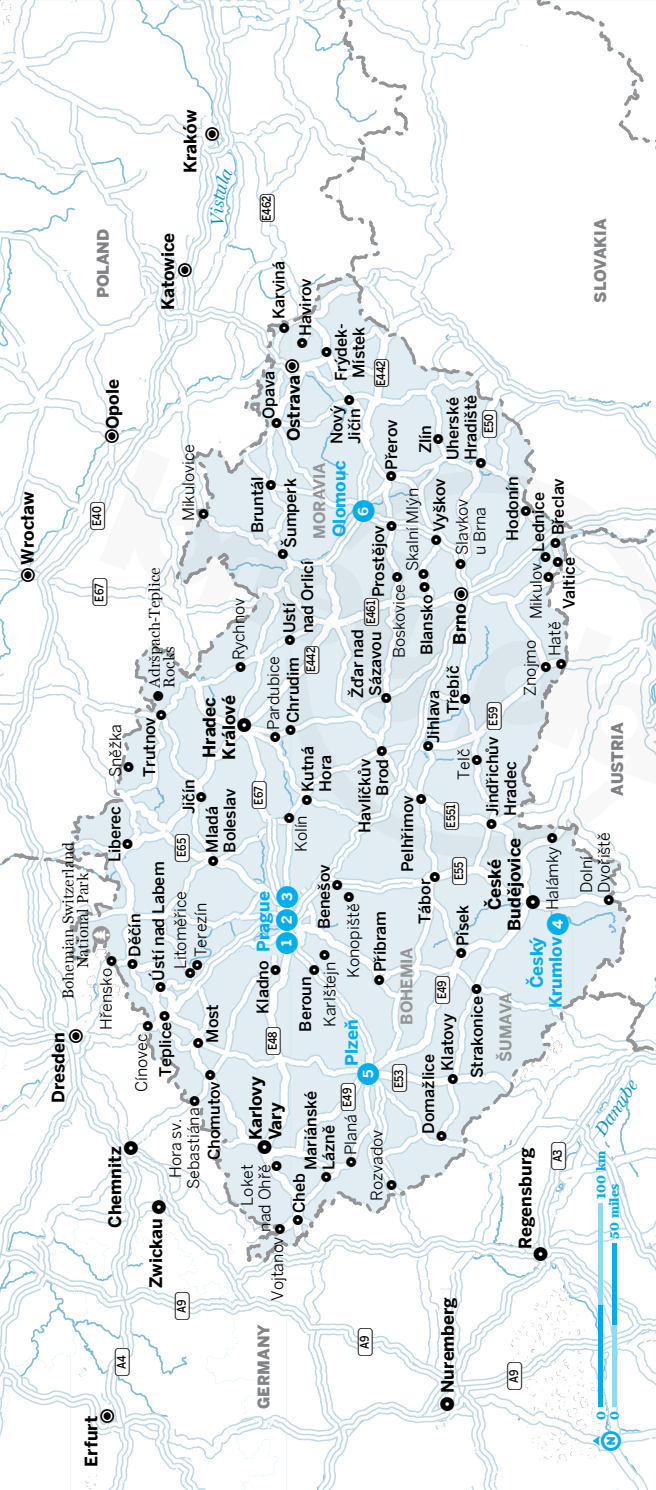 POLAND
Kraków
Vistula
E462
Katowice
SLOVAKIA
Opole
Wrocław
E40
E67
Mikulovice
Karviná
Havířov
Frýdek-
Místek
Opava
Ostrava
E442
Nový
Jičín
Bruntál
Šumperk
MORAVIA
Olomouc
6
Přerov
Zlín
Uherské
Hradiště
E50
Prostějov
Skalní Mlýn
Vyškov
Boskovice
Blansko
Slavkov
u Brna
Brno
Hodonín
Lednice
Břeclav
Mikulov
Valtice
Adršpach-Teplice
Rocks
Rychnov
Ústí
nad Orlicí
E461
E442
Žďar nad
Sázavou
Znojmo
Hatě
Sněžka
Trutnov
Hradec
Králové
Pardubice
Chrudim
Třebíč
Jihlava
E59
Telč
AUSTRIA
Jičín
E67
Kutná
Hora
Kolín
Havlíčkův
Brod
Pelhřimov
E551
Jindřichův
Hradec
Liberec
E65
Mladá
Boleslav
Bohemian Switzerland
National Park
Děčín
Ústí nad Labem
Litoměřice
Terezín
Hřensko
Prague
1
2
3
Benešov
Konopiště
Tábor
E55
České
Budějovice
Halámky
Dolní
Dvořiště
Kladno
Beroun
Karlštejn
Příbram
BOHEMIA
Písek
Český
Krumlov
4
Dresden
Cínovec
Teplice
Most
E48
Plzeň
5
E49
E53
Klatovy
Strakonice
ŠUMAVA
Chomutov
Hora sv.
Sebastiána
Karlovy
Vary
Mariánské
Lázně
E49
Planá
Domažlice
Rozvadov
Loket
nad Ohří
Cheb
Vojtanov
Chemnitz
Zwickau
A9
A4
Erfurt
GERMANY
A9
Nuremberg
A9
Regensburg
A3
Danube
N
0
100 km
0
50 miles